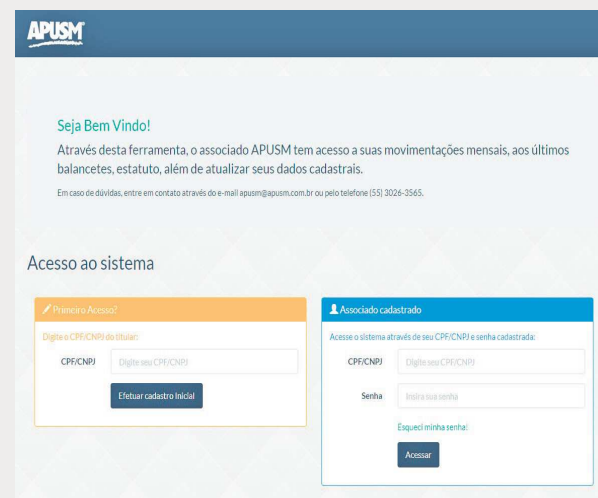 APUSM
Seja Bem Vindo!
Através desta ferramenta, o associado APUSM tem acesso a suas movimentações mensais, aos últimos
balancetes, estatuto, além de atualizar seus dados cadastrais.
Em caso de dúvidas, entre em contato através do e-mail apusm@apusm.com.br ou pelo telefone (55) 3026-3565.
Acesso ao sistema
Primeiro Acesso!
Digite o CPF/CNPJ do titular:
CPF/CNPJ Digite seu CPF/CNPJ
Efetuar cadastro inicial
Associado cadastrado
Acesse o sistema através de seu CPF/CNPJ e senha cadastrada:
CPF/CNPJ Digite seu CPF/CNPJ
Senha Insira sua senha
Esqueci minha senha!
Acessar